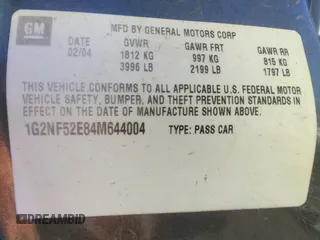 GM
MFD BY GENERAL MOTORS CORP
DATE GVWR GAWR FRT GAWR RR
02/04 1812 KG 997 KG 815 KG
3996 LB 2199 LB 1797 LB
THIS VEHICLE CONFORMS TO ALL APPLICABLE U.S. FEDERAL MOTOR
VEHICLE SAFETY, BUMPER, AND THEFT PREVENTION STANDARDS IN
EFFECT ON THE DATE OF MANUFACTURE SHOWN ABOVE.
1G2NF52E84M644004 TYPE: PASS CAR
DREAMBID